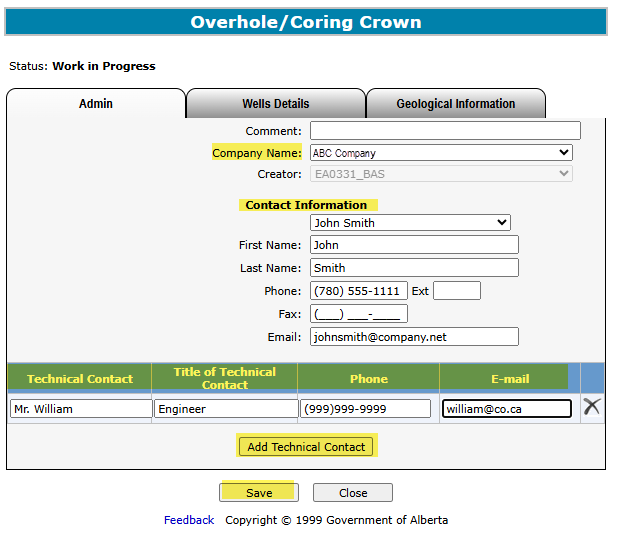 Overhole/Coring Crown
Status: Work in Progress
Admin Wells Details Geological Information
Comment:
Company Name: ABC Company
Creator: EA0331_BAS
Contact Information
John Smith
First Name: John
Last Name: Smith
Phone: (780) 555-1111 Ext
Fax: (___) ___-____
Email: johnsmith@company.net
Technical Contact Title of Technical Contact Phone E-mail
Mr. William Engineer (999)999-9999 william@co.ca
Add Technical Contact
Save Close
Feedback Copyright © 1999 Government of Alberta